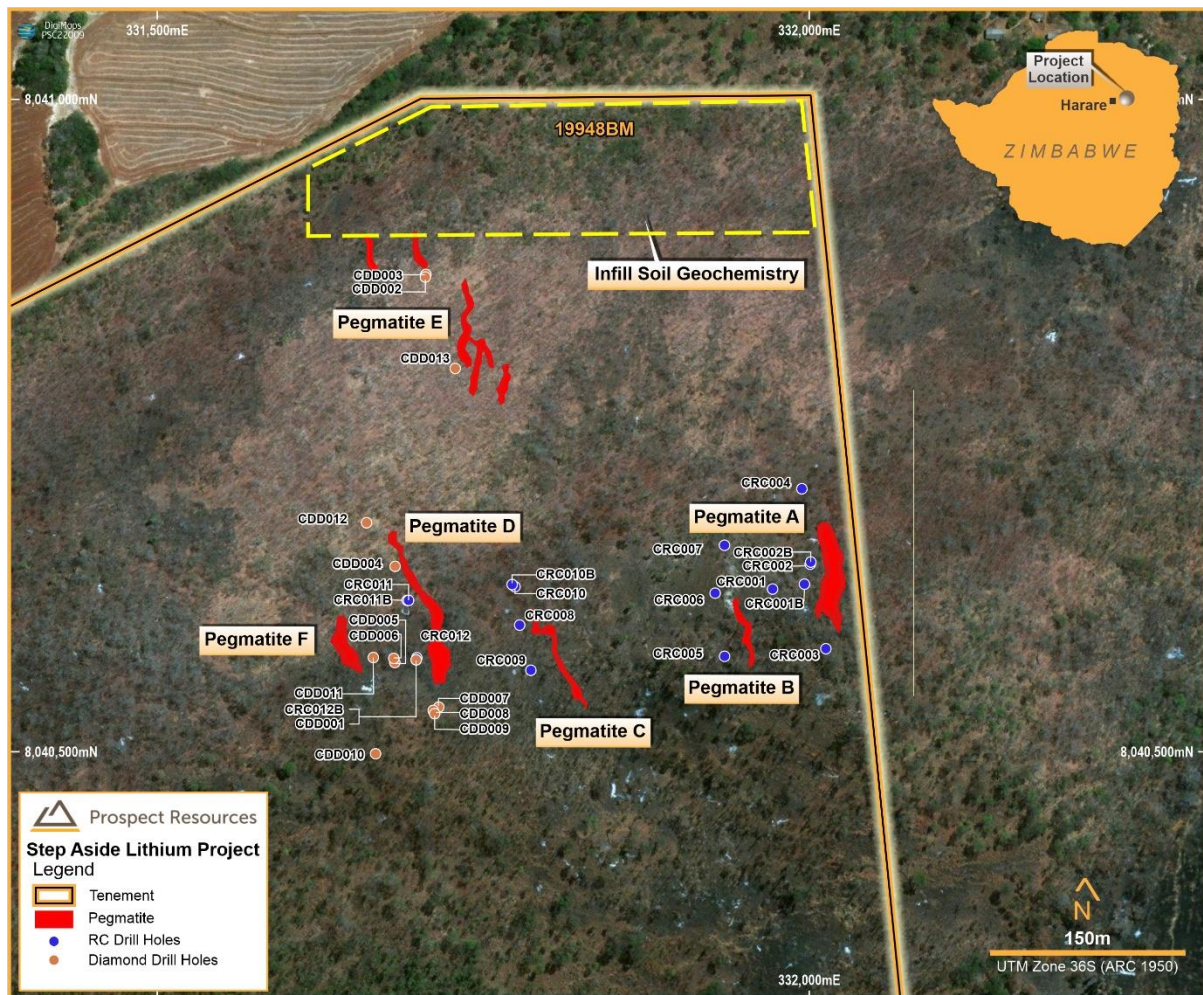 DigiMaps
PSC22009
331,500mE
332,000mE
8,041,000mN
mN
19948BM
Project
Location
Harare
ZIMBABWE
Infill Soil Geochemistry
CDD003
CDD002
Pegmatite E
CDD013
CRC004
Pegmatite A
CDD012
Pegmatite D
CRC007
CRC002B
CRC002
CDD004
CRC010B
CRC010
CRC001
CRC011
CRC011B
CRC006
CRC001B
CDD005
CDD006
CRC008
Pegmatite F
CRC012
CRC009
CRC005
CRC003
Pegmatite B
CDD011
CRC012B
CDD001
CDD007
CDD008
CDD009
Pegmatite C
CDD010
8,040,500mN
8,040,500mN
Prospect Resources
Step Aside Lithium Project
Legend
Tenement
Pegmatite
RC Drill Holes
Diamond Drill Holes
N
150m
UTM Zone 36S (ARC 1950)
332,000mE